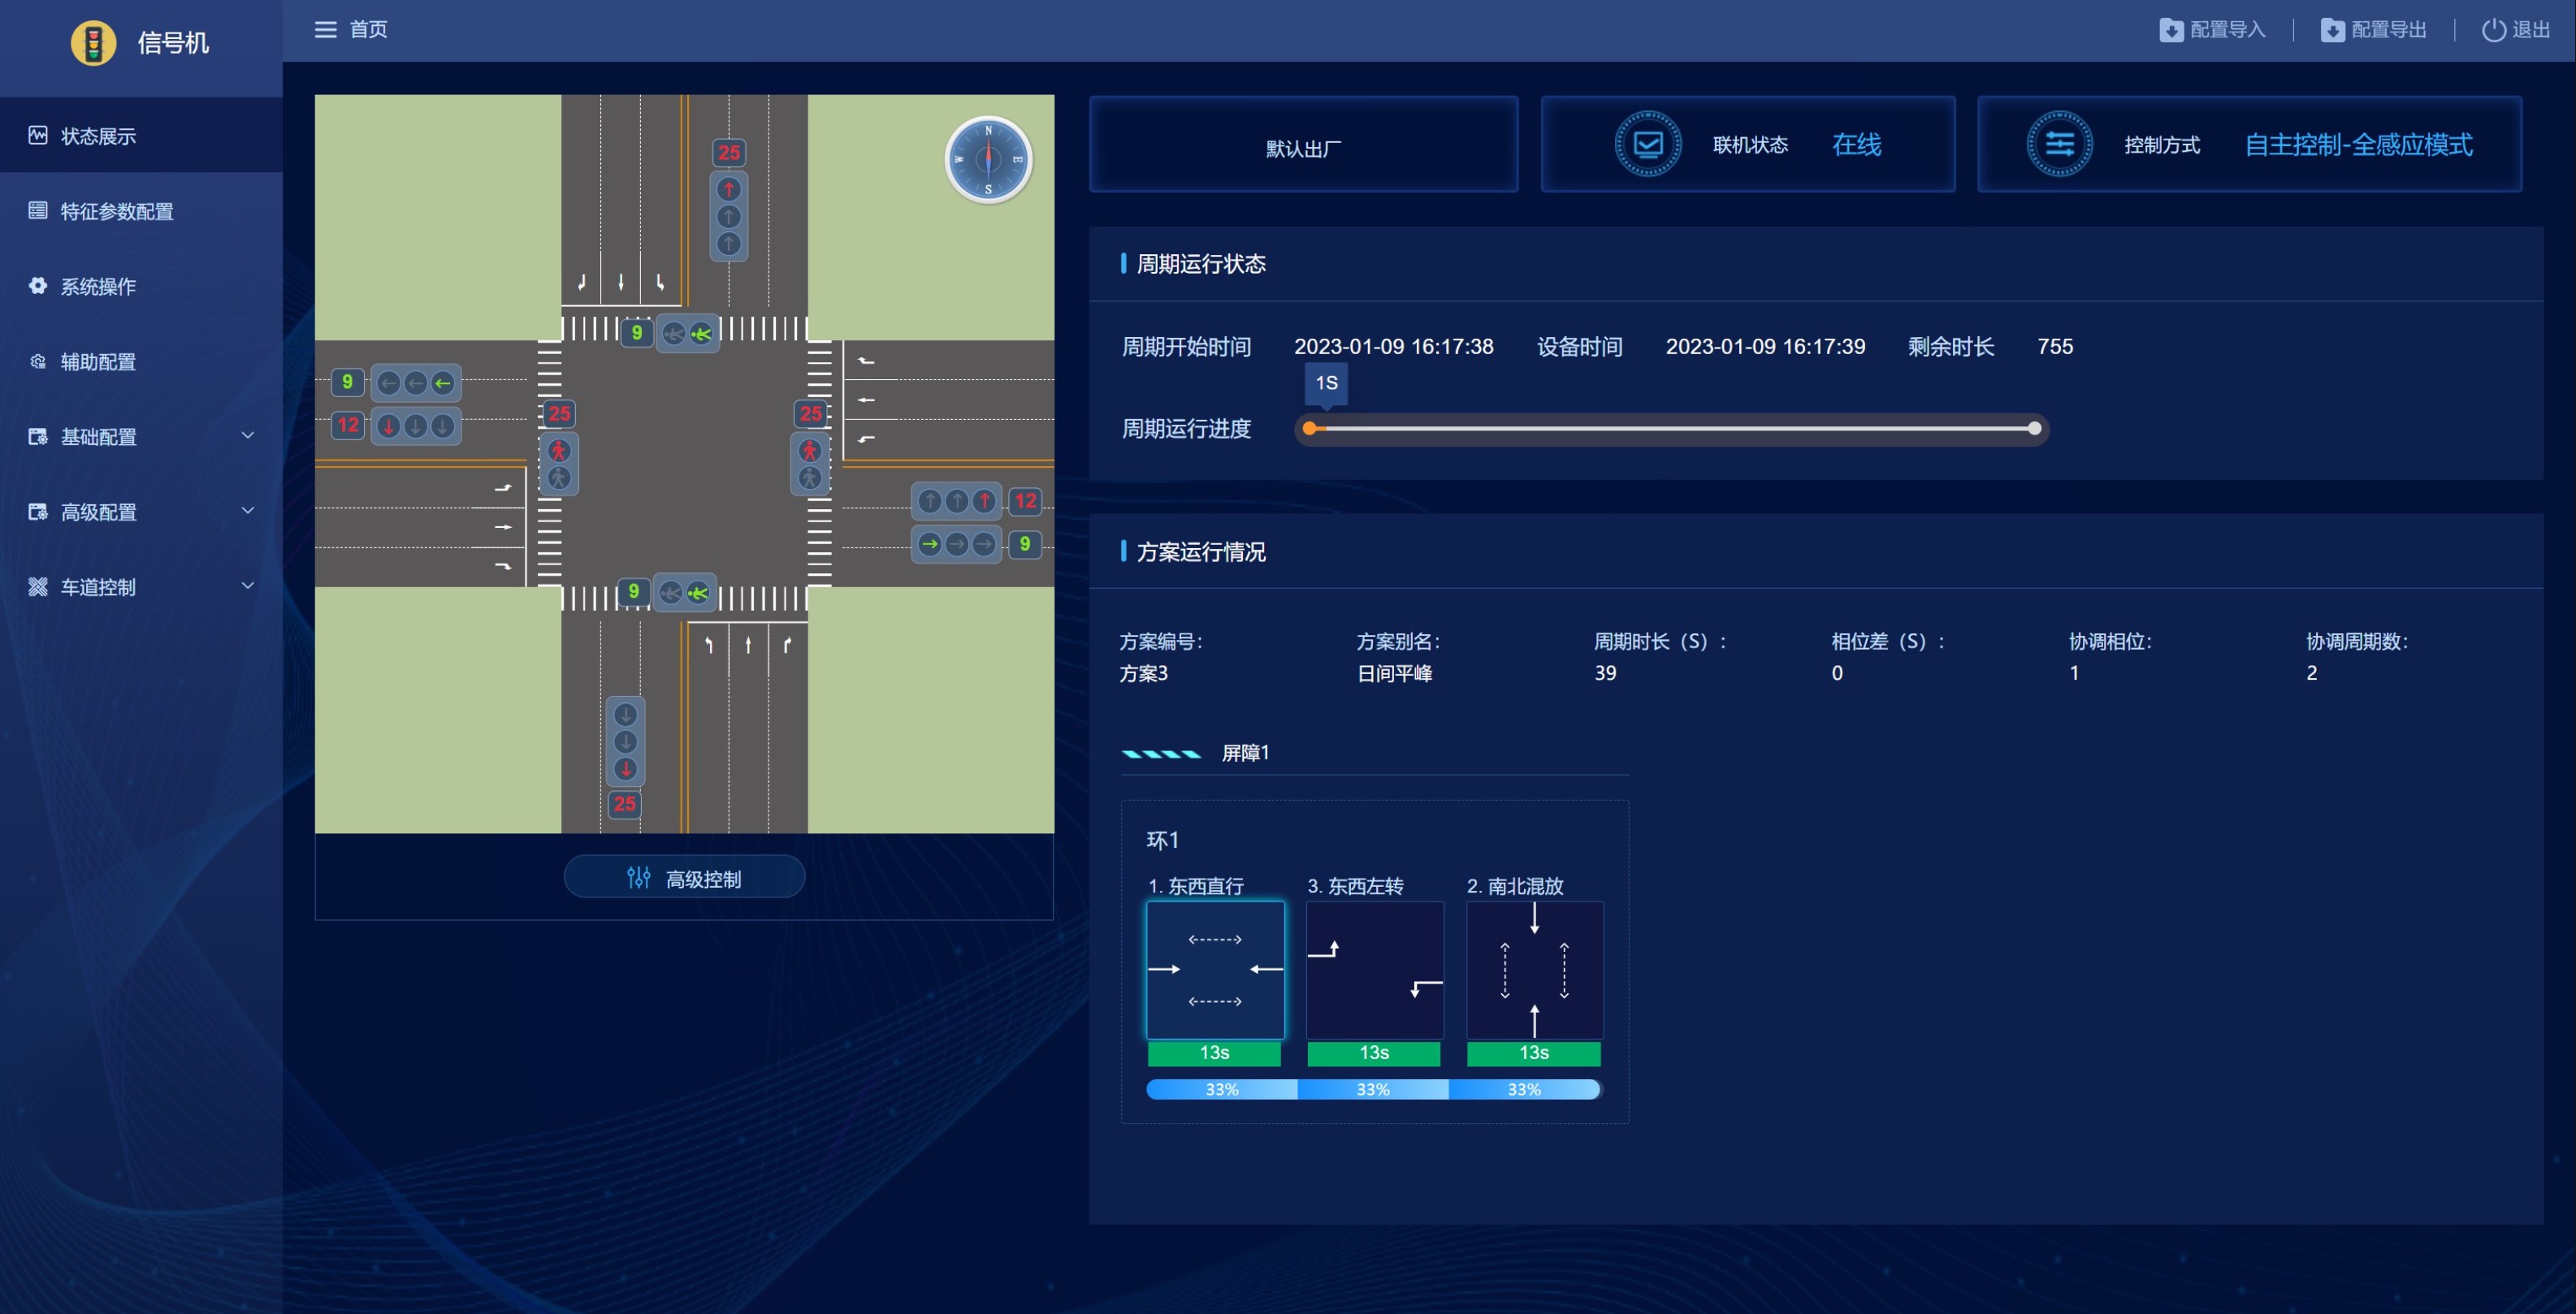 信号机
首页
配置导入
配置导出
退出
状态展示
特征参数配置
系统操作
辅助配置
基础配置
高级配置
车道控制
N
W
E
S
25
9
9
12
25
25
12
9
9
25
高级控制
默认出厂
联机状态 在线
控制方式 自主控制-全感应模式
周期运行状态
周期开始时间 2023-01-09 16:17:38 设备时间 2023-01-09 16:17:39 剩余时长 755
1S
周期运行进度
方案运行情况
方案编号: 方案别名: 周期时长（S）: 相位差（S）: 协调相位: 协调周期数:
方案3 日间平峰 39 0 1 2
屏障1
环1
1. 东西直行 3. 东西左转 2. 南北混放
13s 13s 13s
33% 33% 33%